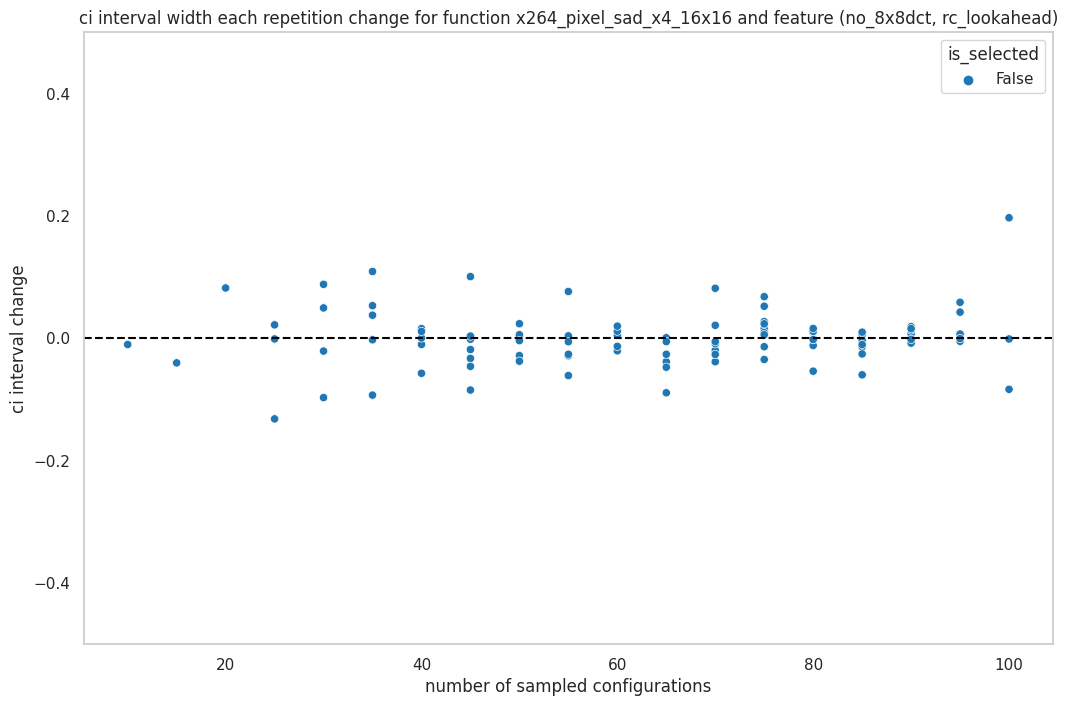 ci interval width each repetition change for function x264_pixel_sad_x4_16x16 and feature (no_8x8dct, rc_lookahead)
is_selected
False
ci interval change
0.4
0.2
0.0
−0.2
−0.4
20 40 60 80 100
number of sampled configurations